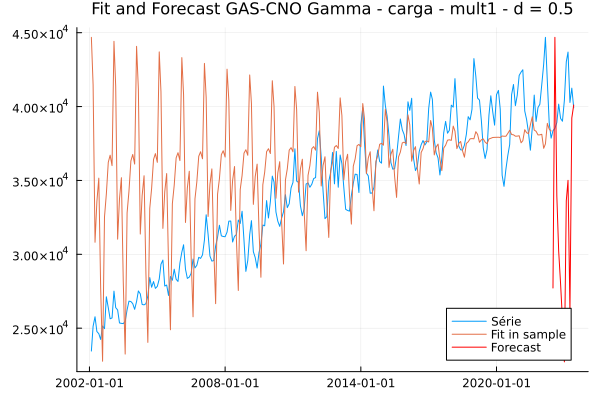 Fit and Forecast GAS-CNO Gamma - carga - mult1 - d = 0.5
4.50×10⁴
4.00×10⁴
3.50×10⁴
3.00×10⁴
2.50×10⁴
Série
Fit in sample
Forecast
2002-01-01 2008-01-01 2014-01-01 2020-01-01